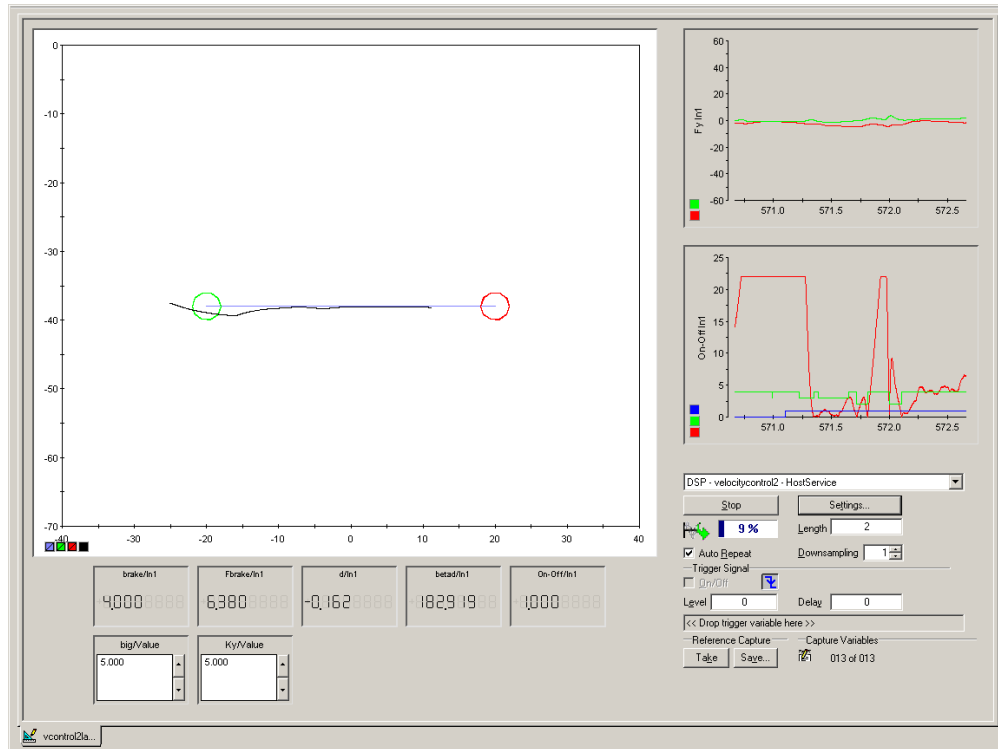 0
-10
-20
-30
-40
-50
-60
-70
-40 -30 -20 -10 0 10 20 30 40
60
40
20
0
-20
-40
-60
Fy In1
571.0 571.5 572.0 572.5
25
20
15
10
5
0
On-Off/In1
571.0 571.5 572.0 572.5
DSP - velocitycontrol2 - HostService
Stop Settings...
9 % Length 2
Auto Repeat Downsampling 1
Trigger Signal
On/Off
Level 0 Delay 0
<< Drop trigger variable here >>
Reference Capture Capture Variables
Take Save... 013 of 013
brake/In1 Fbrake/In1 d/In1 betad/In1 On-Off/In1
4.000 6.380 -0.162 182.919 1.000
big/Value Ky/Value
5.000 5.000
vcontrol2la...